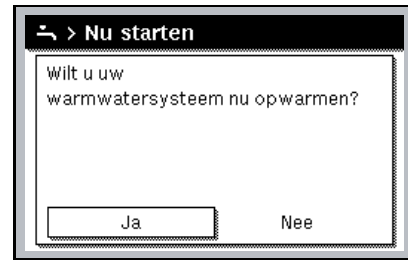 > Nu starten
Wilt u uw
warmwatersysteem nu opwarmen?
Ja
Nee